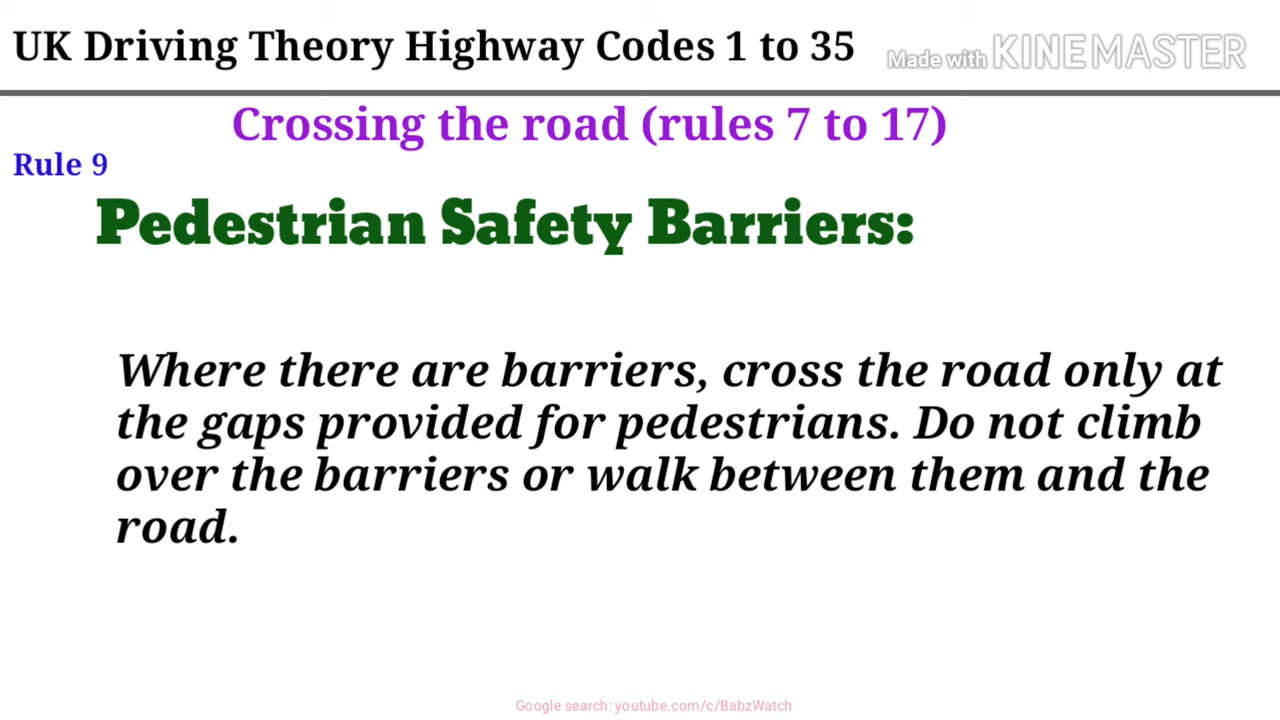 UK Driving Theory Highway Codes 1 to 35
Made with KINEMASTER
Crossing the road (rules 7 to 17)
Rule 9
Pedestrian Safety Barriers:
Where there are barriers, cross the road only at
the gaps provided for pedestrians. Do not climb
over the barriers or walk between them and the
road.
Google search: youtube.com/c/BabzWatch